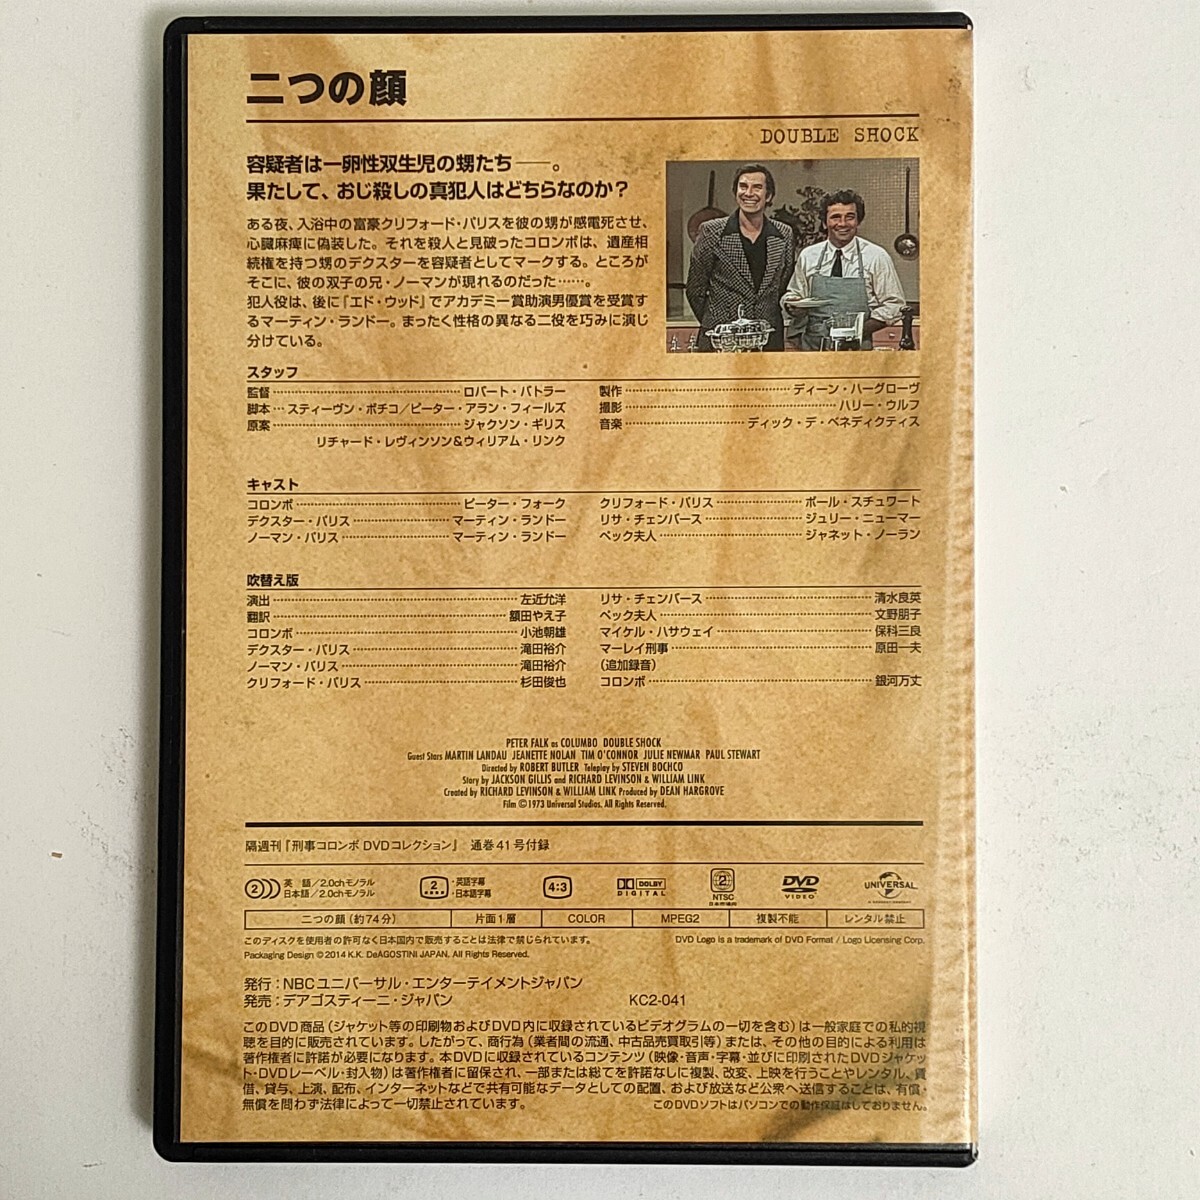 二つの顔
DOUBLE SHOCK
容疑者は一卵性双生児の甥たち――。
果たして、おじ殺しの真犯人はどちらなのか？
ある夜、入浴中の富豪クリフォード・パリスを彼の甥が感電死させ、
心臓麻痺に偽装した。それを殺人と見破ったコロンボは、遺産相
続権を持つ甥のデクスターを容疑者としてマークする。ところが
そこに、彼の双子の兄・ノーマンが現れるのだった……。
犯人役は、後に『エド・ウッド』でアカデミー賞助演男優賞を受賞す
るマーティン・ランドー。まったく性格の異なる二役を巧みに演じ
分けている。
スタッフ
監督 ロバート・バトラー
脚本 スティーヴン・ボチコ／ピーター・アラン・フィールズ
原案 ジャクソン・ギリス
リチャード・レヴィンソン＆ウィリアム・リンク
製作 ディーン・ハーグローヴ
撮影 ハリー・ウルフ
音楽 ディック・デ・ベネディクティス
キャスト
コロンボ ピーター・フォーク
デクスター・パリス マーティン・ランドー
ノーマン・パリス マーティン・ランドー
クリフォード・パリス ポール・スチュワート
リサ・チェンバース ジュリー・ニューマー
ペック夫人 ジャネット・ノーラン
吹替え版
演出 左近允洋
翻訳 額田やえ子
コロンボ 小池朝雄
デクスター・パリス 滝田裕介
ノーマン・パリス 滝田裕介
クリフォード・パリス 杉田俊也
リサ・チェンバース 清水良英
ペック夫人 文野朋子
マイケル・ハサウェイ 保科三良
マーレイ刑事 原田一夫
（追加録音）
コロンボ 銀河万丈
PETER FALK as COLUMBO DOUBLE SHOCK
Guest Stars MARTIN LANDAU JEANETTE NOLAN TIM O'CONNOR JULIE NEWMAR PAUL STEWART
Directed by ROBERT BUTLER Teleplay by STEVEN BOCHCO
Story by JACKSON GILLIS and RICHARD LEVINSON & WILLIAM LINK
Created by RICHARD LEVINSON & WILLIAM LINK Produced by DEAN HARGROVE
Film ©1973 Universal Studios. All Rights Reserved.
隔週刊『刑事コロンボ DVDコレクション』 通巻41号付録
2 英語／2.0chモノラル
日本語／2.0chモノラル
2 ・英語字幕
・日本語字幕
4:3
DOLBY
DIGITAL
2
NTSC
日本市場向
DVD
VIDEO
UNIVERSAL
二つの顔（約74分） 片面1層 COLOR MPEG2 複製不能 レンタル禁止
このディスクを使用者の許可なく日本国内で販売することは法律で禁じられています。
DVD Logo is a trademark of DVD Format / Logo Licensing Corp.
Packaging Design ©2014 K.K. DeAGOSTINI JAPAN, All Rights Reserved.
発行：NBCユニバーサル・エンターテイメントジャパン
発売：デアゴスティーニ・ジャパン KC2-041
このDVD商品（ジャケット等の印刷物およびDVD内に収録されているビデオグラムの一切を含む）は一般家庭での私的視
聴を目的に販売されています。したがって、商行為（業者間の流通、中古品売買取引等）または、その他の目的による利用は
著作権者に許諾が必要になります。本DVDに収録されているコンテンツ（映像・音声・字幕・並びに印刷されたDVDジャケッ
ト・DVDレーベル・封入物）は著作権者に留保され、一部または総てを許諾なしに複製、改変、上映を行うことやレンタル、賃
借、貸与、上演、配布、インターネットなどで共有可能なデータとしての配置、および放送など公衆へ送信することは、有償・
無償を問わず法律によって一切禁止されています。
このDVDソフトはパソコンでの動作保証はしておりません。